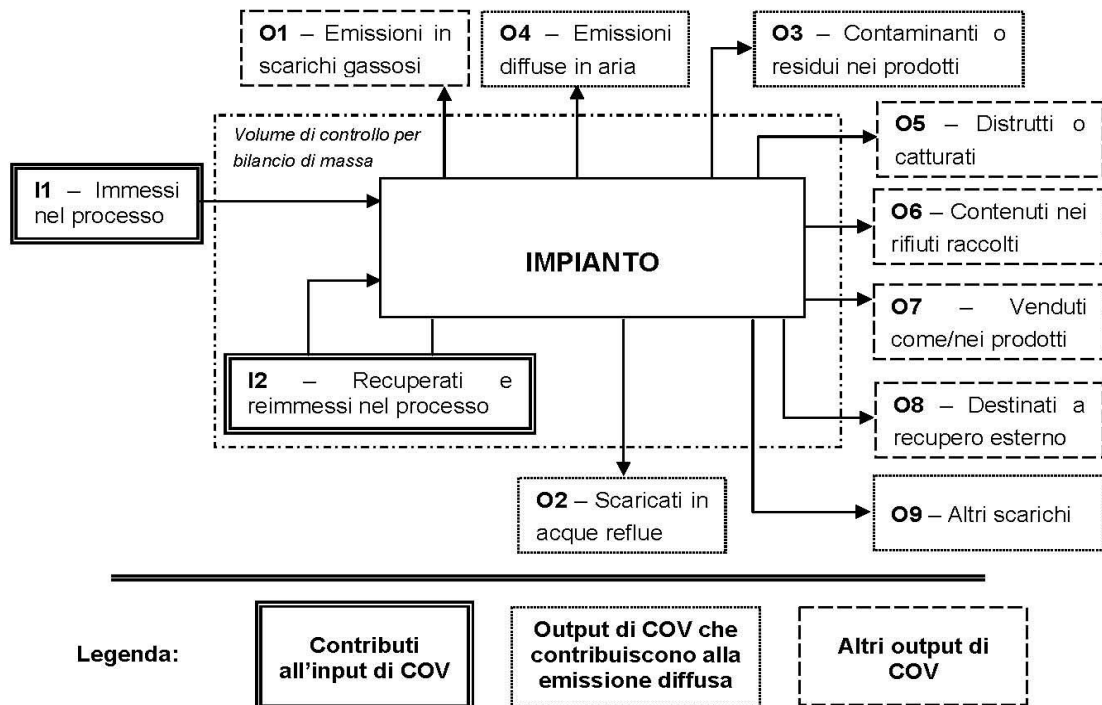 O1 – Emissioni in
scarichi gassosi
O4 – Emissioni
diffuse in aria
O3 – Contaminanti o
residui nei prodotti
Volume di controllo per
bilancio di massa
O5 – Distrutti o
catturati
I1 – Immessi
nel processo
O6 – Contenuti nei
rifiuti raccolti
IMPIANTO
O7 – Venduti
come/nei prodotti
I2 – Recuperati e
reimmessi nel processo
O8 – Destinati a
recupero esterno
O2 – Scaricati in
acque reflue
O9 – Altri scarichi
Legenda:
Contributi
all'input di COV
Output di COV che
contribuiscono alla
emissione diffusa
Altri output di
COV